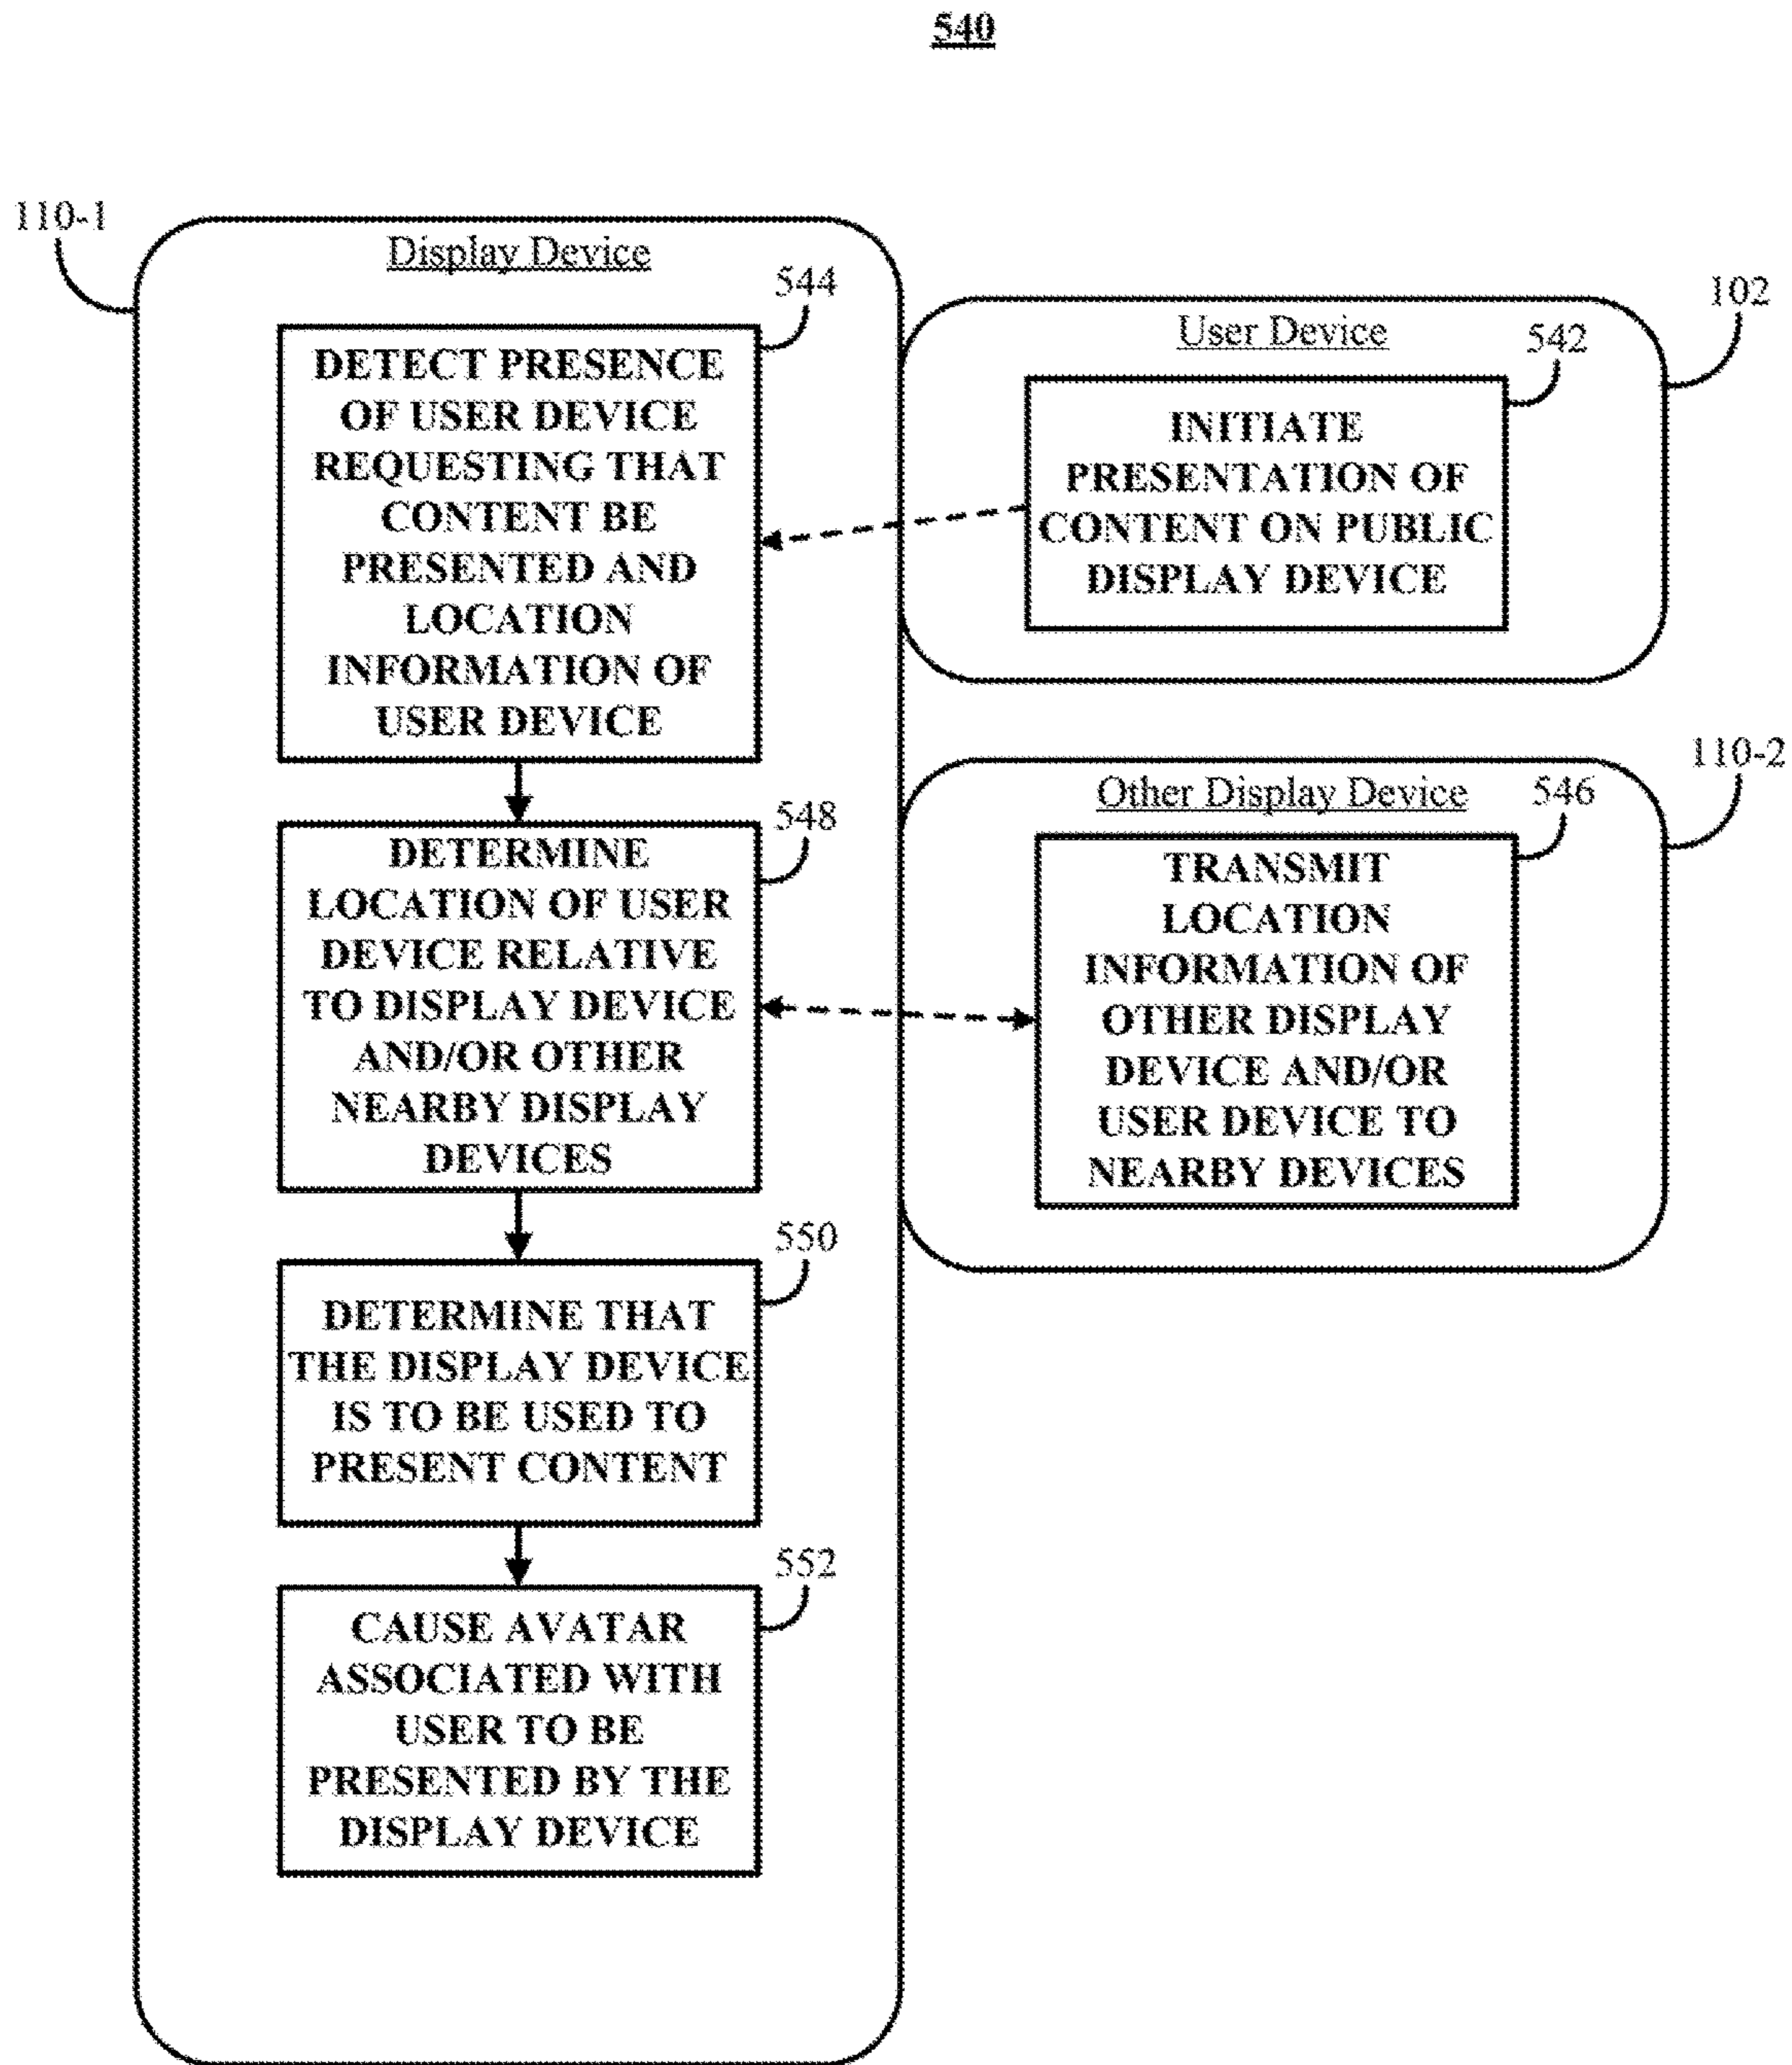 540
110-1
Display Device
544
DETECT PRESENCE
OF USER DEVICE
REQUESTING THAT
CONTENT BE
PRESENTED AND
LOCATION
INFORMATION OF
USER DEVICE
102
User Device
542
INITIATE
PRESENTATION OF
CONTENT ON PUBLIC
DISPLAY DEVICE
548
DETERMINE
LOCATION OF USER
DEVICE RELATIVE
TO DISPLAY DEVICE
AND/OR OTHER
NEARBY DISPLAY
DEVICES
110-2
Other Display Device
546
TRANSMIT
LOCATION
INFORMATION OF
OTHER DISPLAY
DEVICE AND/OR
USER DEVICE TO
NEARBY DEVICES
550
DETERMINE THAT
THE DISPLAY DEVICE
IS TO BE USED TO
PRESENT CONTENT
552
CAUSE AVATAR
ASSOCIATED WITH
USER TO BE
PRESENTED BY THE
DISPLAY DEVICE